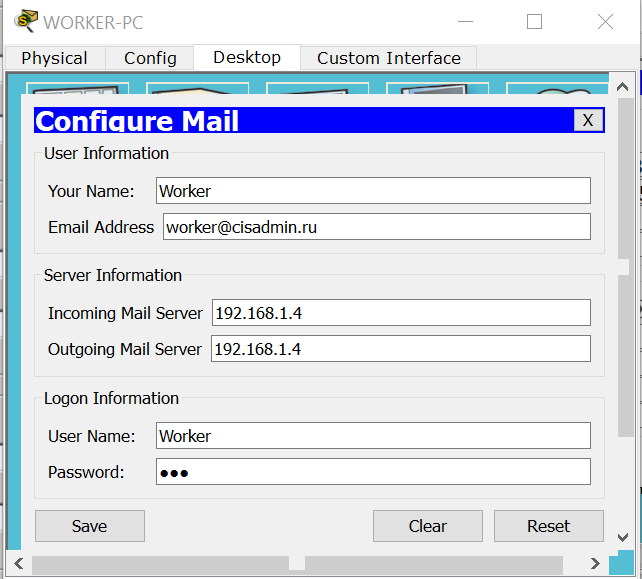 WORKER-PC
Physical Config Desktop Custom Interface
Configure Mail X
User Information
Your Name: Worker
Email Address worker@cisadmin.ru
Server Information
Incoming Mail Server 192.168.1.4
Outgoing Mail Server 192.168.1.4
Logon Information
User Name: Worker
Password: ●●●
Save Clear Reset